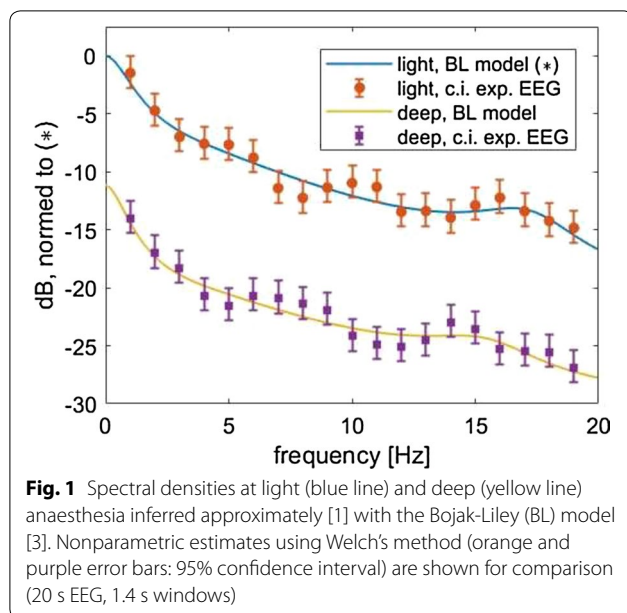 0
-5
-10
-15
-20
-25
-30
dB, normed to (*)
light, BL model (*)
light, c.i. exp. EEG
deep, BL model
deep, c.i. exp. EEG
0 5 10 15 20
frequency [Hz]
Fig. 1 Spectral densities at light (blue line) and deep (yellow line)
anaesthesia inferred approximately [1] with the Bojak-Liley (BL) model
[3]. Nonparametric estimates using Welch’s method (orange and
purple error bars: 95% confidence interval) are shown for comparison
(20 s EEG, 1.4 s windows)